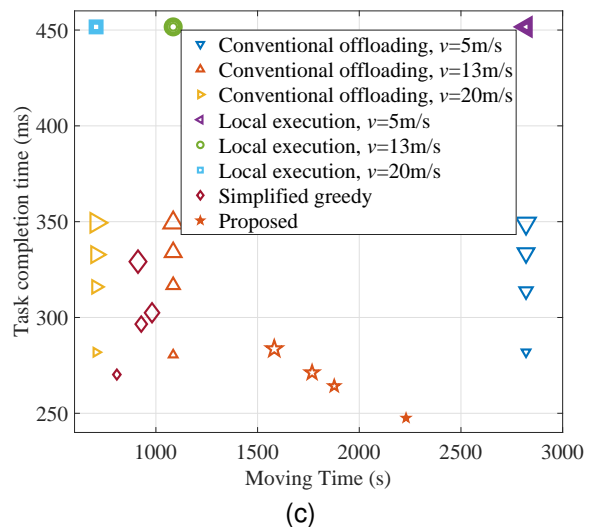 450
400
350
300
250
Task completion time (ms)
Conventional offloading, v=5m/s
Conventional offloading, v=13m/s
Conventional offloading, v=20m/s
Local execution, v=5m/s
Local execution, v=13m/s
Local execution, v=20m/s
Simplified greedy
Proposed
1000 1500 2000 2500 3000
Moving Time (s)
(c)